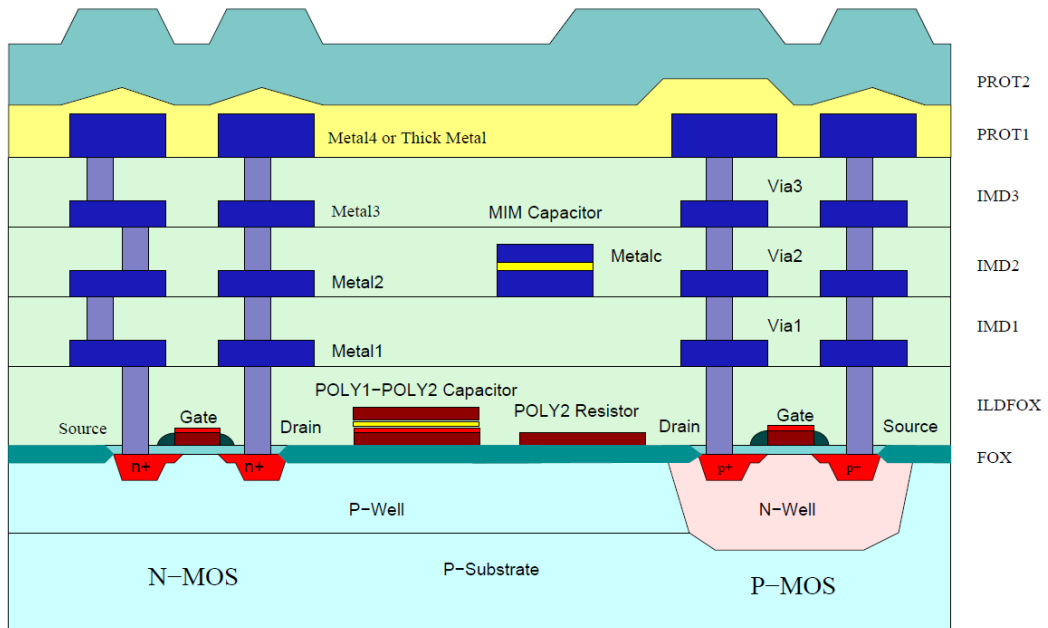 PROT2
Metal4 or Thick Metal
PROT1
Via3
Metal3
MIM Capacitor
IMD3
Metalc
Via2
Metal2
IMD2
Via1
Metal1
IMD1
POLY1−POLY2 Capacitor
Gate
POLY2 Resistor
Gate
ILDFOX
Source
Drain
Drain
Source
n+
n+
p+
p+
FOX
P−Well
N−Well
P−Substrate
N−MOS
P−MOS